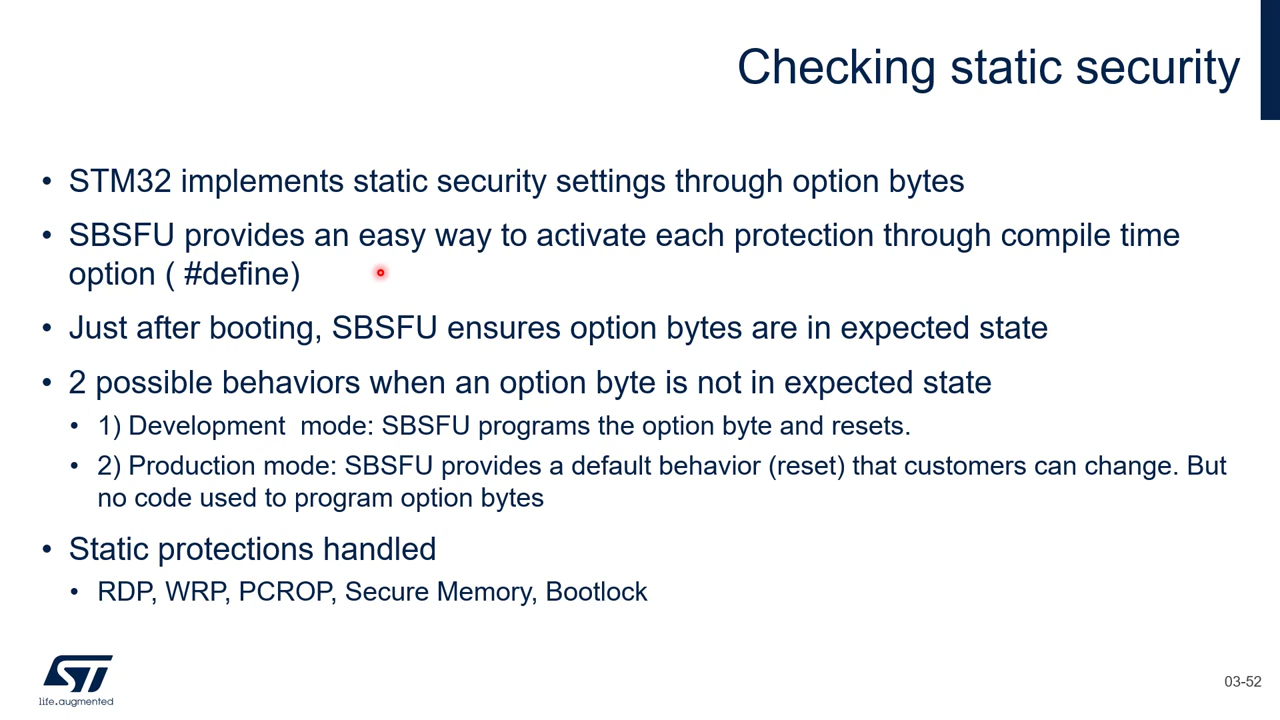 Checking static security
• STM32 implements static security settings through option bytes
• SBSFU provides an easy way to activate each protection through compile time
option ( #define)
• Just after booting, SBSFU ensures option bytes are in expected state
• 2 possible behaviors when an option byte is not in expected state
• 1) Development  mode: SBSFU programs the option byte and resets.
• 2) Production mode: SBSFU provides a default behavior (reset) that customers can change. But
no code used to program option bytes
• Static protections handled
• RDP, WRP, PCROP, Secure Memory, Bootlock
ST
life.augmented
03-52